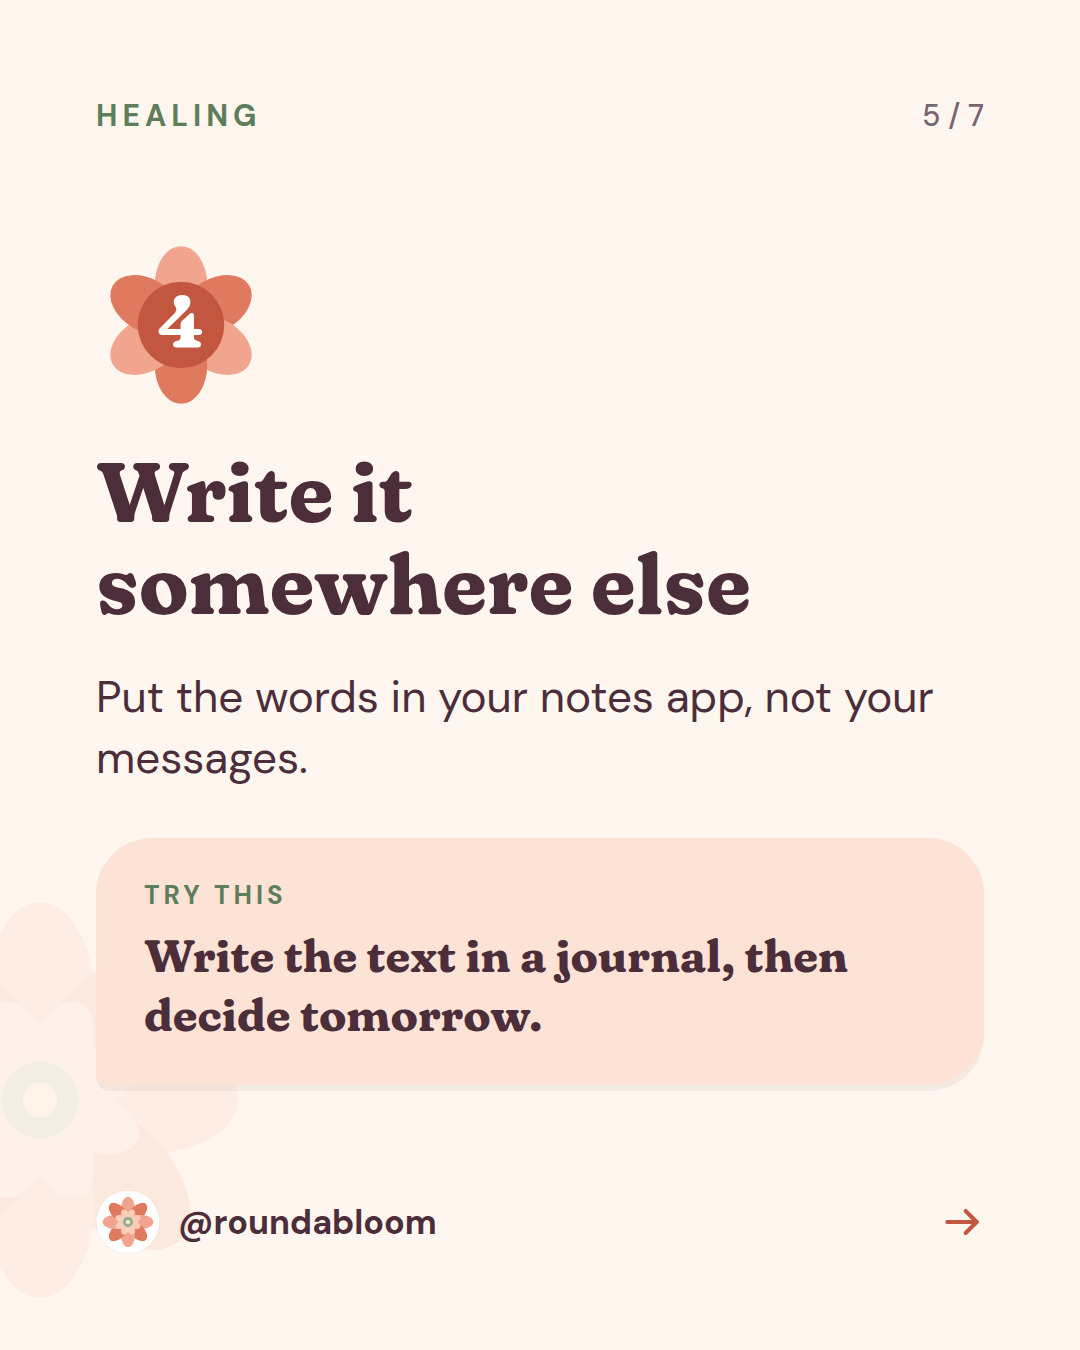 HEALING
5 / 7
4
Write it
somewhere else
Put the words in your notes app, not your
messages.
TRY THIS
Write the text in a journal, then
decide tomorrow.
@roundabloom